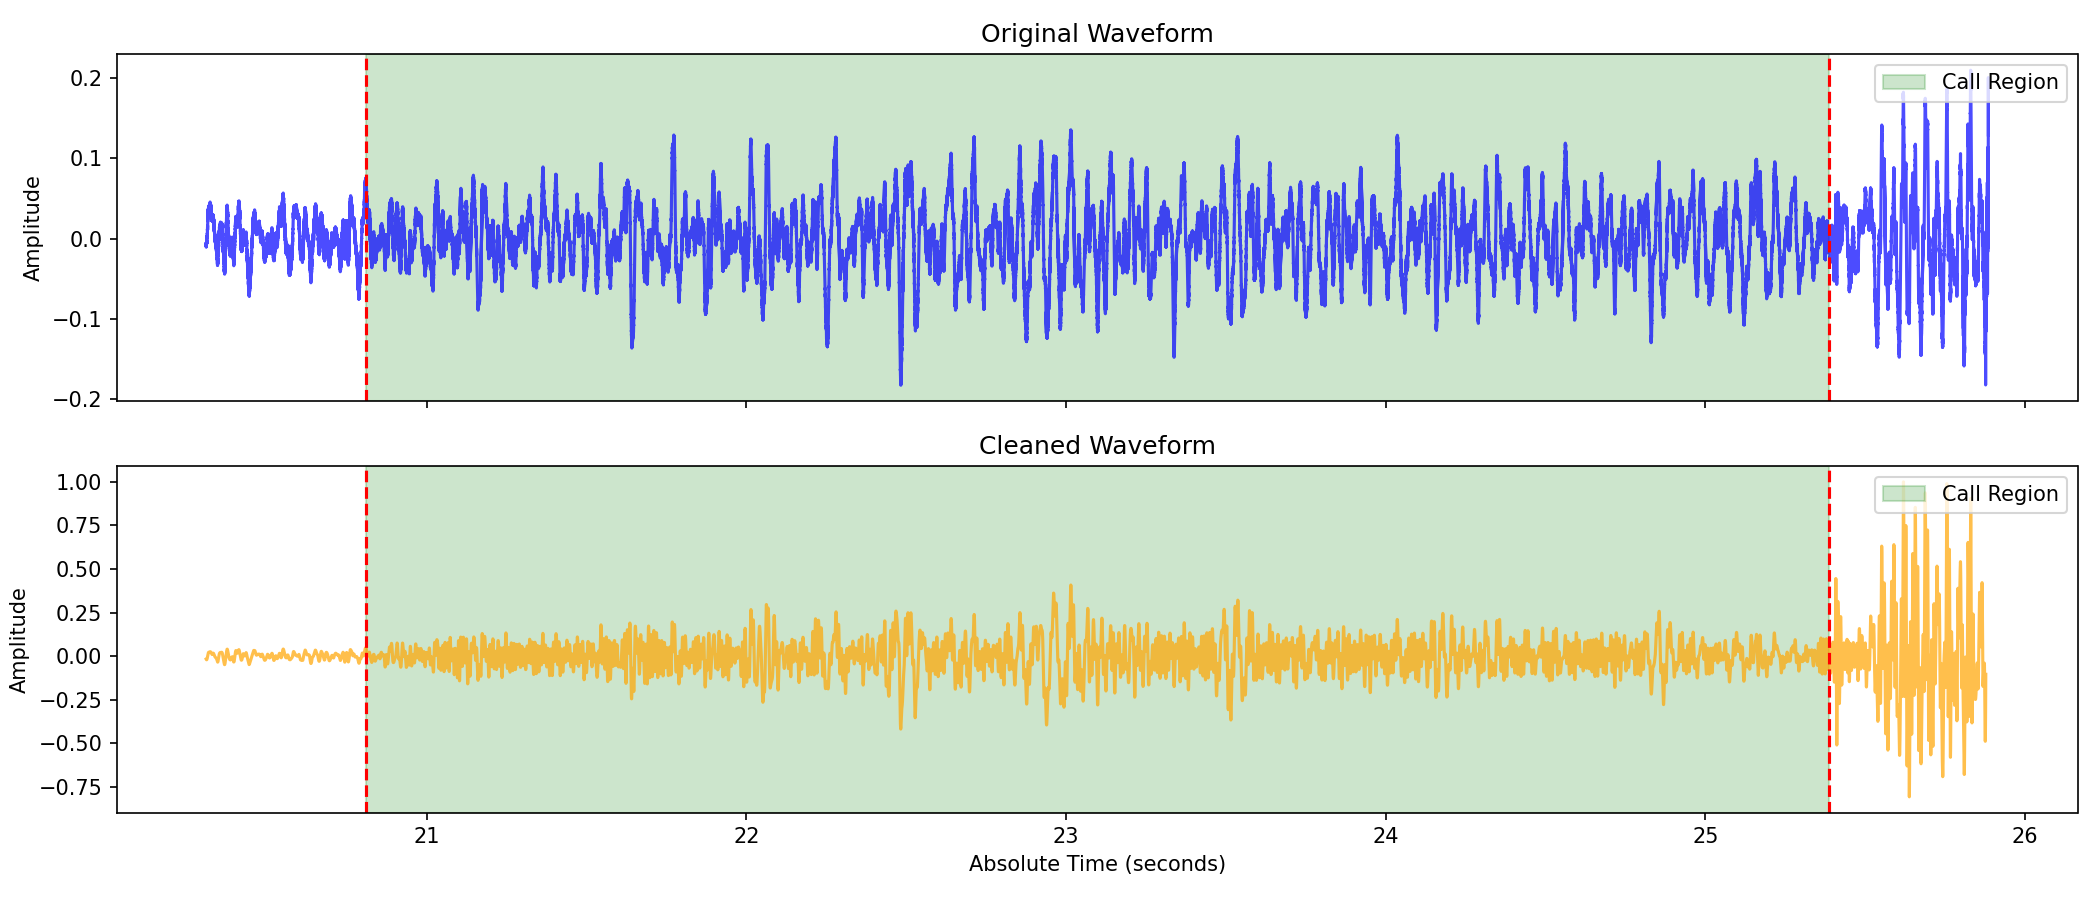 Original Waveform
0.2
0.1
0.0
−0.1
−0.2
Amplitude
Call Region
Cleaned Waveform
1.00
0.75
0.50
0.25
0.00
−0.25
−0.50
−0.75
Amplitude
Call Region
21 22 23 24 25 26
Absolute Time (seconds)